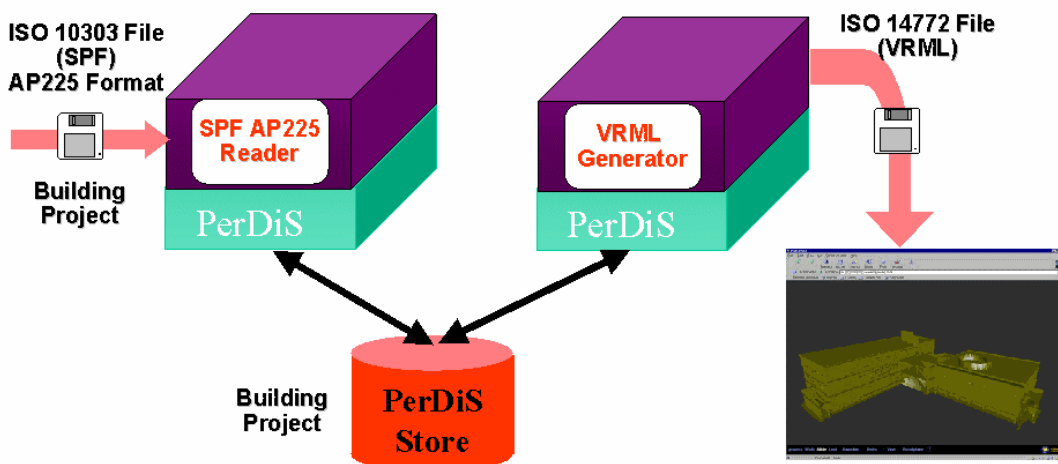 ISO 10303 File
(SPF)
AP225 Format
Building
Project
SPF AP225
Reader
PerDiS
VRML
Generator
PerDiS
ISO 14772 File
(VRML)
Building
Project
PerDiS
Store